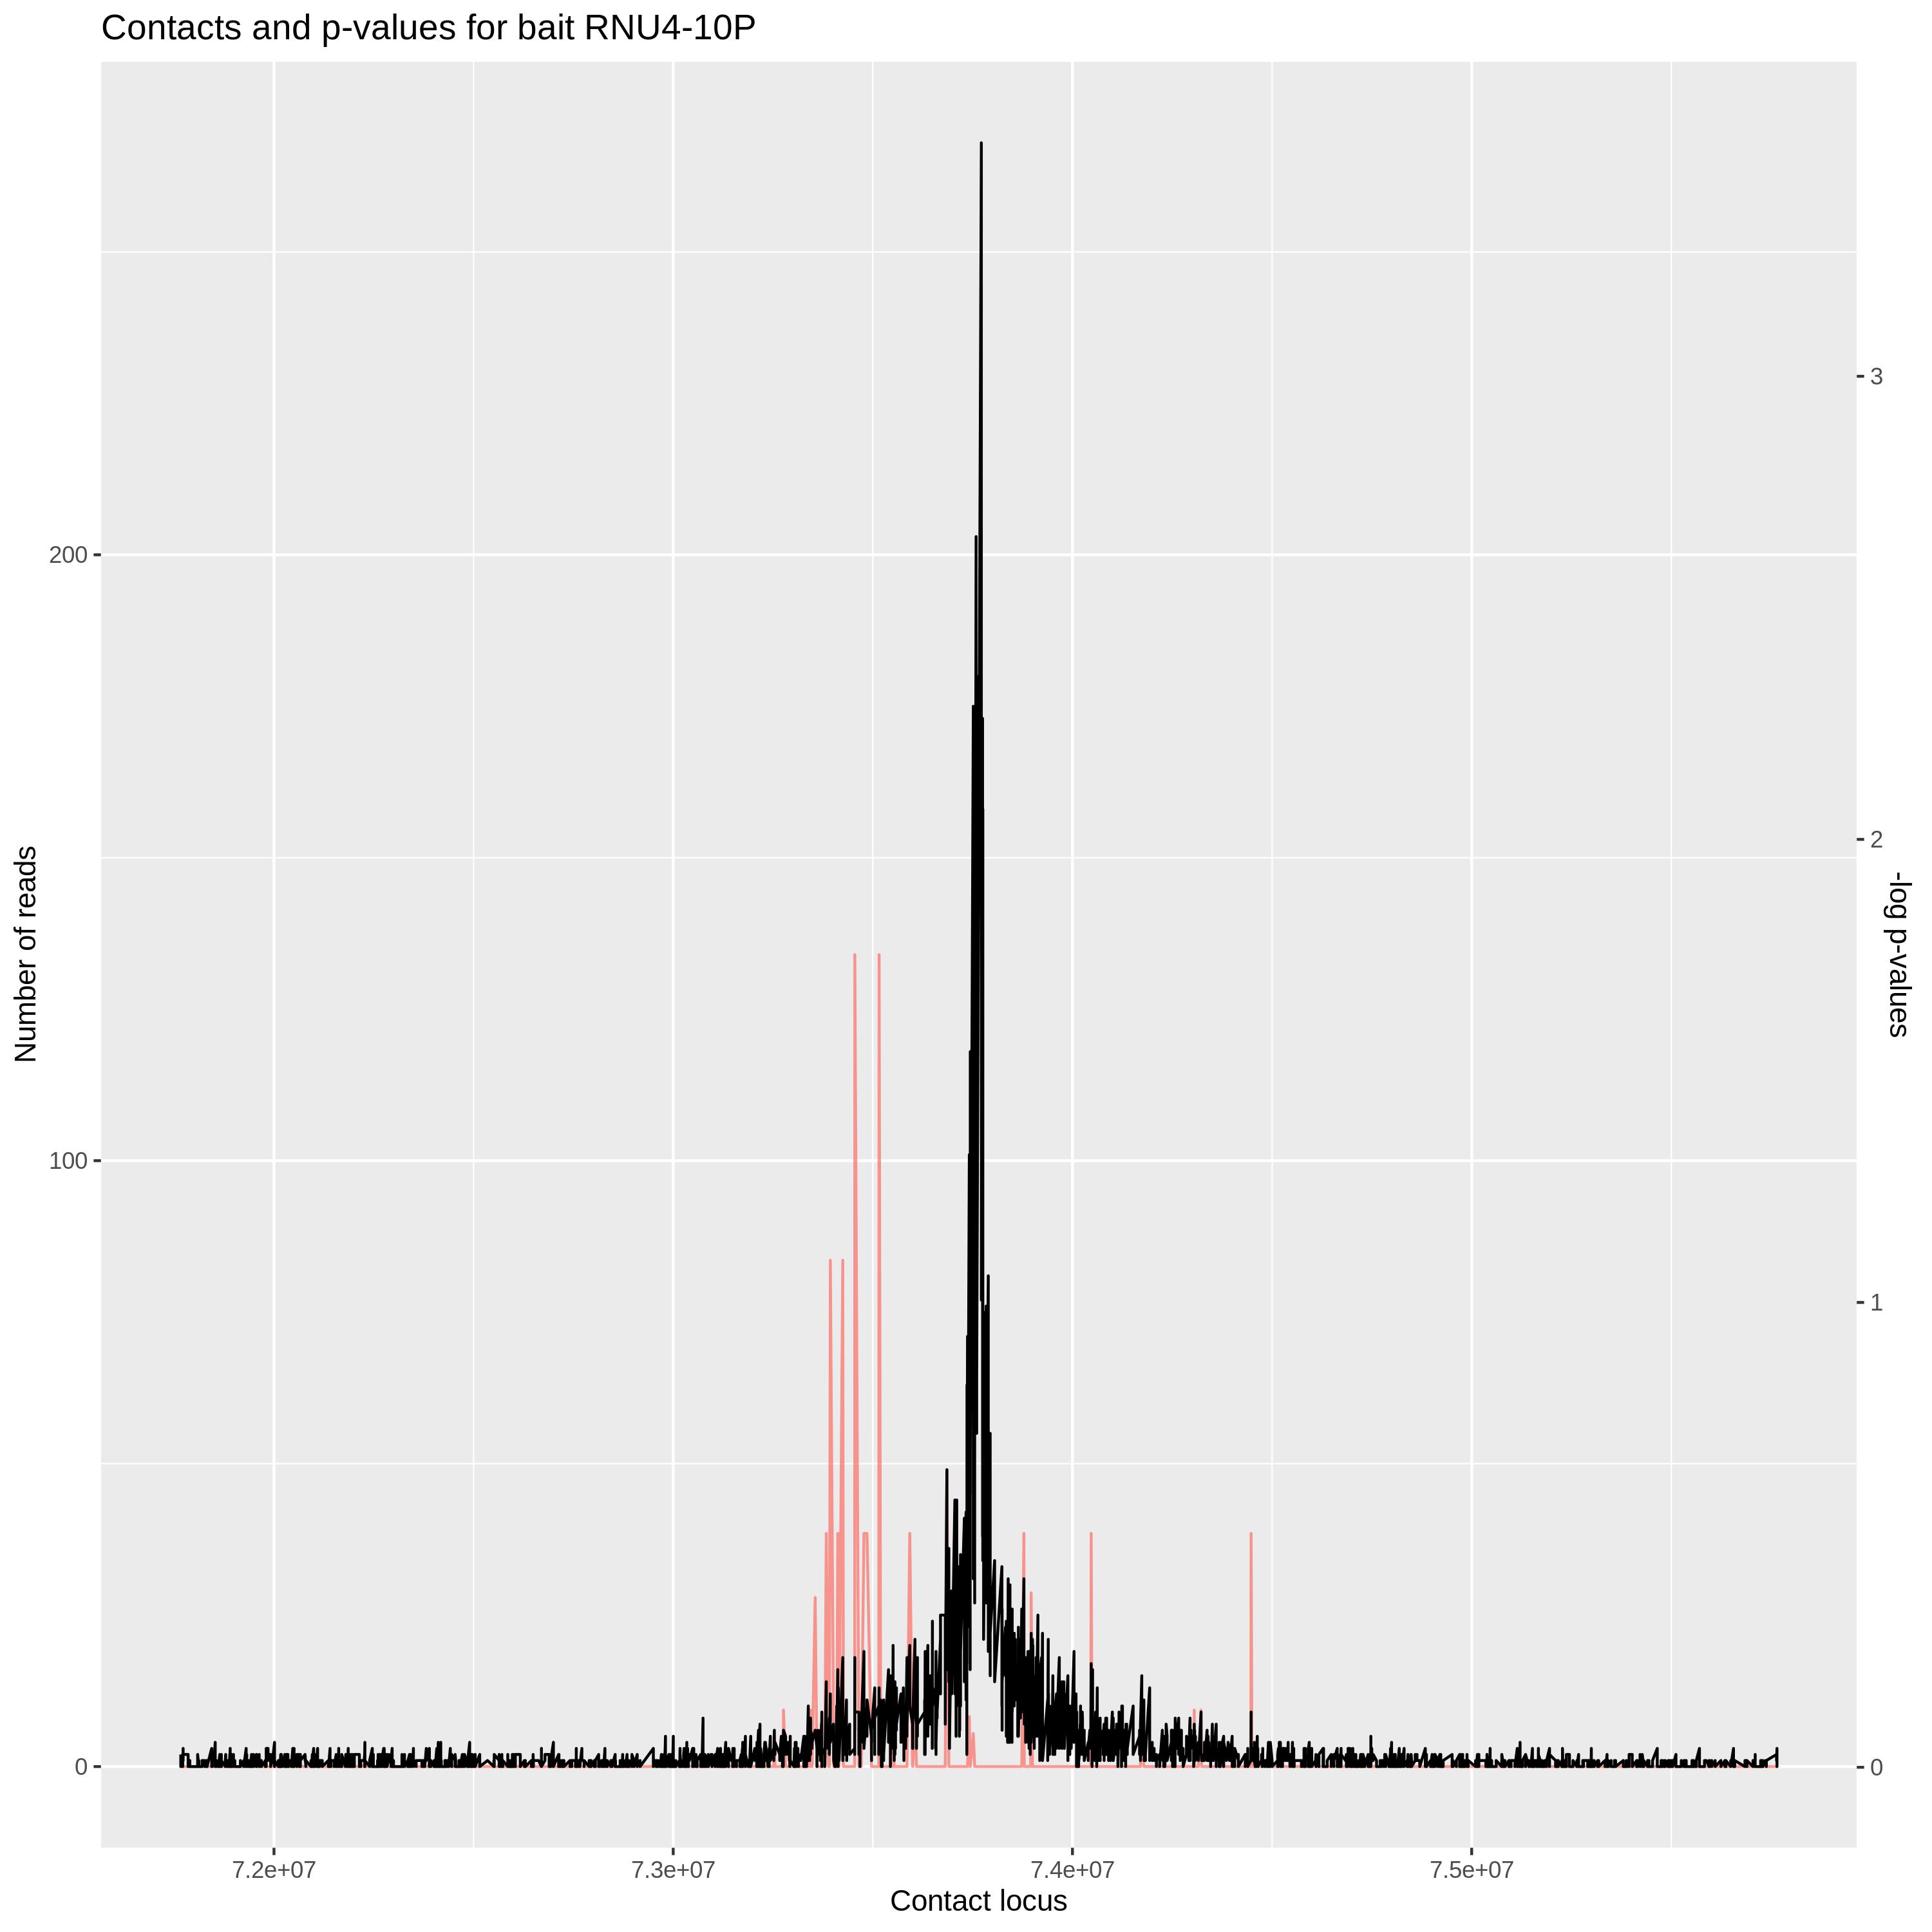 Contacts and p-values for bait RNU4-10P
Number of reads
200
100
0
3
2
1
0
-log p-values
7.2e+07
7.3e+07
7.4e+07
7.5e+07
Contact locus